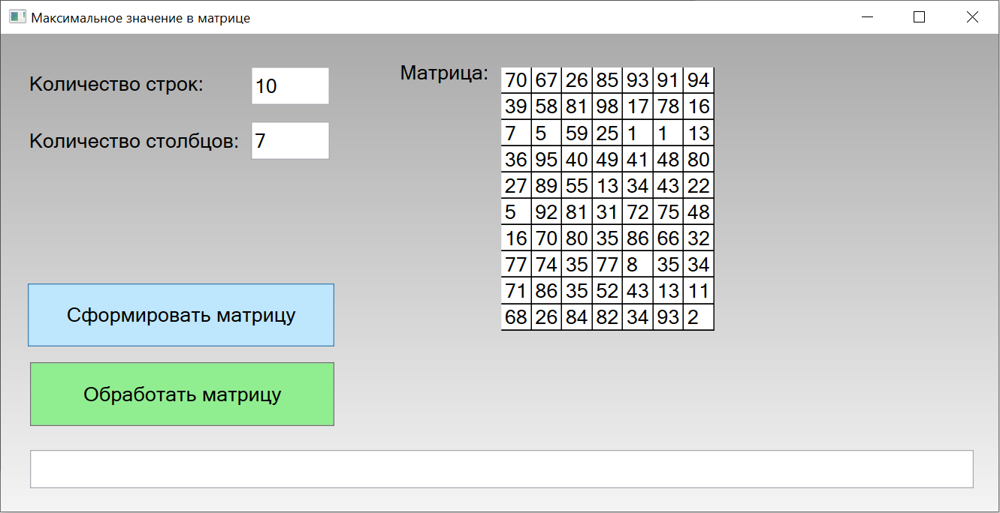 Максимальное значение в матрице
Количество строк: 10
Количество столбцов: 7
Матрица:
70 67 26 85 93 91 94
39 58 81 98 17 78 16
7 5 59 25 1 1 13
36 95 40 49 41 48 80
27 89 55 13 34 43 22
5 92 81 31 72 75 48
16 70 80 35 86 66 32
77 74 35 77 8 35 34
71 86 35 52 43 13 11
68 26 84 82 34 93 2
Сформировать матрицу
Обработать матрицу